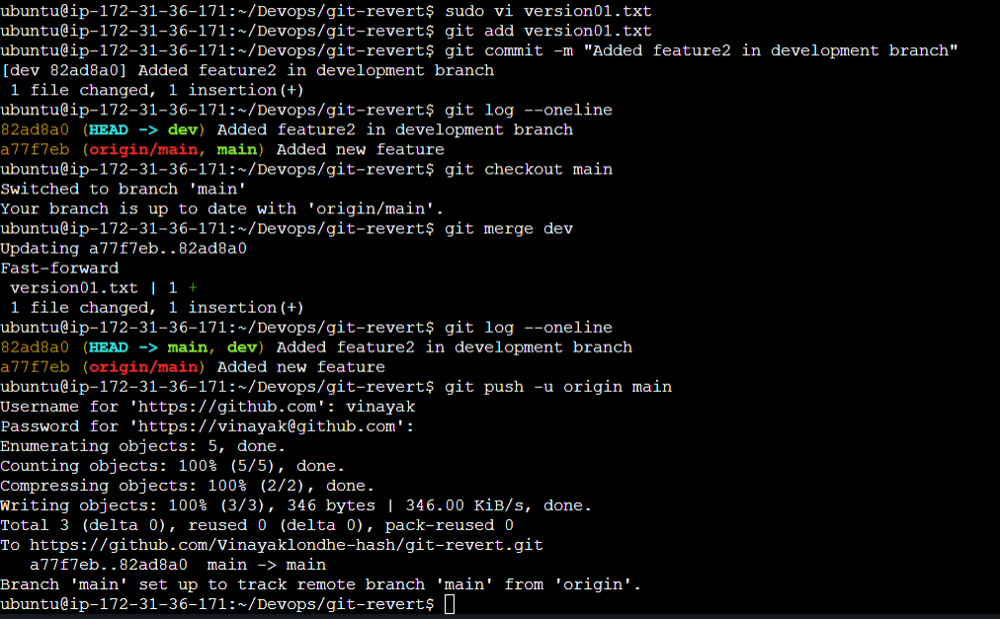 ubuntu@ip-172-31-36-171:~/Devops/git-revert$ sudo vi version01.txt
ubuntu@ip-172-31-36-171:~/Devops/git-revert$ git add version01.txt
ubuntu@ip-172-31-36-171:~/Devops/git-revert$ git commit -m "Added feature2 in development branch"
[dev 82ad8a0] Added feature2 in development branch
 1 file changed, 1 insertion(+)
ubuntu@ip-172-31-36-171:~/Devops/git-revert$ git log --oneline
82ad8a0 (HEAD -> dev) Added feature2 in development branch
a77f7eb (origin/main, main) Added new feature
ubuntu@ip-172-31-36-171:~/Devops/git-revert$ git checkout main
Switched to branch 'main'
Your branch is up to date with 'origin/main'.
ubuntu@ip-172-31-36-171:~/Devops/git-revert$ git merge dev
Updating a77f7eb..82ad8a0
Fast-forward
 version01.txt | 1 +
 1 file changed, 1 insertion(+)
ubuntu@ip-172-31-36-171:~/Devops/git-revert$ git log --oneline
82ad8a0 (HEAD -> main, dev) Added feature2 in development branch
a77f7eb (origin/main) Added new feature
ubuntu@ip-172-31-36-171:~/Devops/git-revert$ git push -u origin main
Username for 'https://github.com': vinayak
Password for 'https://vinayak@github.com':
Enumerating objects: 5, done.
Counting objects: 100% (5/5), done.
Compressing objects: 100% (2/2), done.
Writing objects: 100% (3/3), 346 bytes | 346.00 KiB/s, done.
Total 3 (delta 0), reused 0 (delta 0), pack-reused 0
To https://github.com/Vinayaklondhe-hash/git-revert.git
   a77f7eb..82ad8a0  main -> main
Branch 'main' set up to track remote branch 'main' from 'origin'.
ubuntu@ip-172-31-36-171:~/Devops/git-revert$